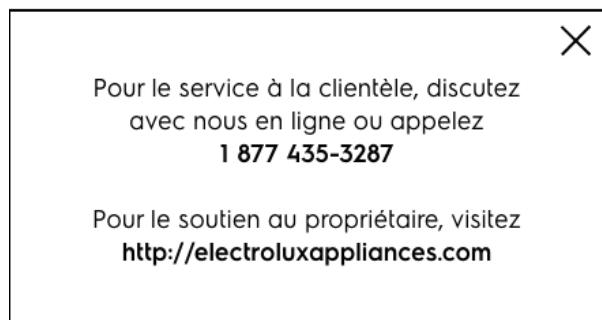 Pour le service à la clientèle, discutez
avec nous en ligne ou appelez
1 877 435-3287
Pour le soutien au propriétaire, visitez
http://electroluxappliances.com